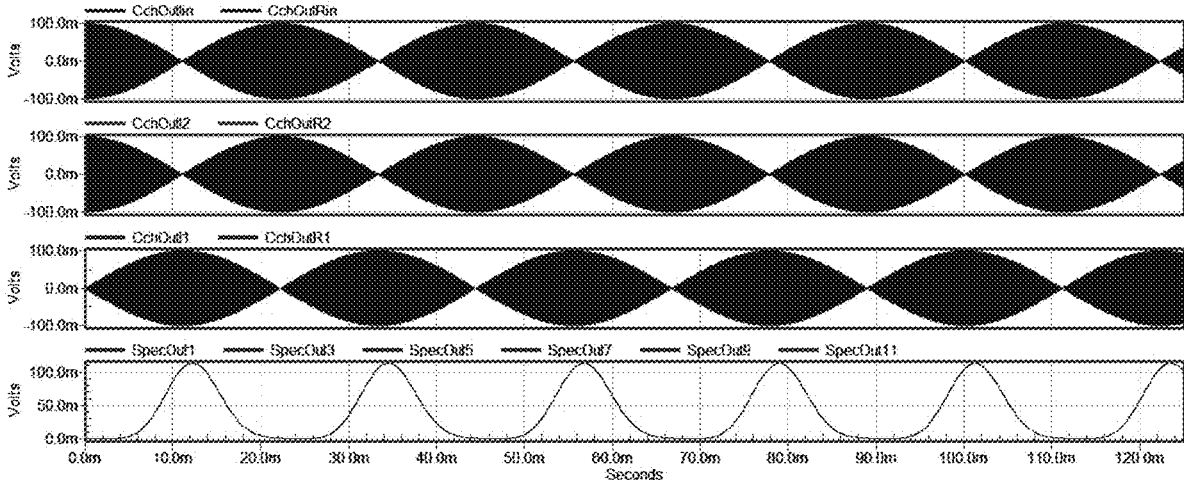 CchOutin CchOutRin
100.0m
0.0m
-100.0m
Volts
CchOut2 CchOutR2
100.0m
0.0m
-100.0m
Volts
CchOut1 CchOutR1
100.0m
0.0m
-100.0m
Volts
SpecOut1 SpecOut3 SpecOut5 SpecOut7 SpecOut9 SpecOut11
100.0m
50.0m
0.0m
Volts
0.0m 10.0m 20.0m 30.0m 40.0m 50.0m 60.0m 70.0m 80.0m 90.0m 100.0m 110.0m 120.0m
Seconds